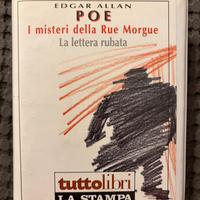 EDGAR ALLAN
POE
I misteri della Rue Morgue
La lettera rubata
tuttolibri
LA STAMPA